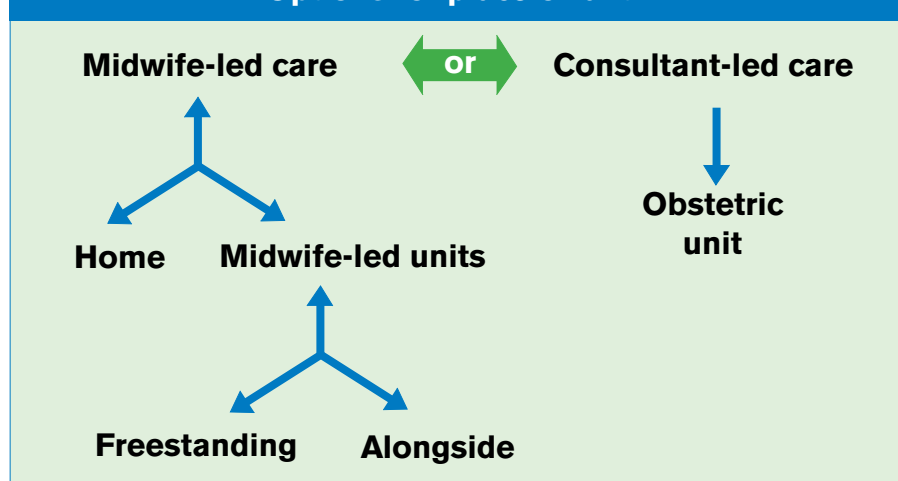 Midwife-led care or Consultant-led care
Obstetric
unit
Home Midwife-led units
Freestanding Alongside